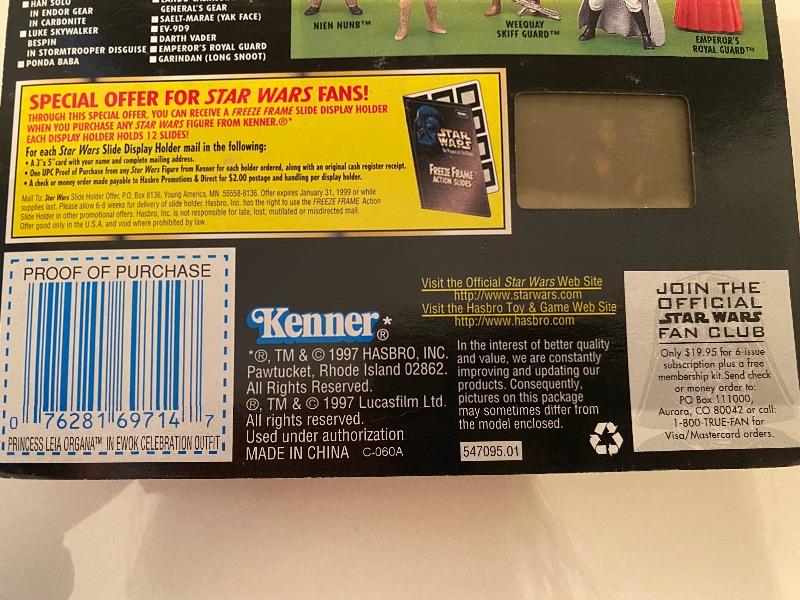 HAN SOLO
IN ENDOR GEAR
IN CARBONITE
LUKE SKYWALKER
BESPIN
IN STORMTROOPER DISGUISE
PONDA BABA
GENERAL'S GEAR
SAELT-MARAE (YAK FACE)
EV-9D9
DARTH VADER
EMPEROR'S ROYAL GUARD
GARINDAN (LONG SNOOT)
NIEN NUNB™
WEEQUAY
SKIFF GUARD™
EMPEROR'S
ROYAL GUARD™
SPECIAL OFFER FOR STAR WARS FANS!
THROUGH THIS SPECIAL OFFER, YOU CAN RECEIVE A FREEZE FRAME SLIDE DISPLAY HOLDER
WHEN YOU PURCHASE ANY STAR WARS FIGURE FROM KENNER.®*
EACH DISPLAY HOLDER HOLDS 12 SLIDES!
For each Star Wars Slide Display Holder mail in the following:
• A 3"x 5" card with your name and complete mailing address.
• One UPC Proof of Purchase from any Star Wars Figure from Kenner for each holder ordered, along with an original cash register receipt.
• A check or money order made payable to Hasbro Promotions & Direct for $2.00 postage and handling per display holder.
Mail To: Star Wars Slide Holder Offer, P.O. Box 8136, Young America, MN 55558-8136. Offer expires January 31, 1999 or while
supplies last. Please allow 6-8 weeks for delivery of slide holder. Hasbro, Inc. has the right to use the FREEZE FRAME Action
Slide Holder in other promotional offers. Hasbro, Inc. is not responsible for late, lost, mutilated or misdirected mail.
Offer good only in the U.S.A. and void where prohibited by law.
STAR WARS
FREEZE FRAME
ACTION SLIDES
PROOF OF PURCHASE
0 76281 69714 7
PRINCESS LEIA ORGANA™ IN EWOK CELEBRATION OUTFIT
Kenner®*
*®, TM & © 1997 HASBRO, INC.
Pawtucket, Rhode Island 02862.
All Rights Reserved.
®, TM & © 1997 Lucasfilm Ltd.
All rights reserved.
Used under authorization
MADE IN CHINA C-060A
Visit the Official Star Wars Web Site
http://www.starwars.com
Visit the Hasbro Toy & Game Web Site
http://www.hasbro.com
In the interest of better quality
and value, we are constantly
improving and updating our
products. Consequently,
pictures on this package
may sometimes differ from
the model enclosed.
547095.01
JOIN THE
OFFICIAL
STAR WARS
FAN CLUB
Only $19.95 for 6 issue
subscription plus a free
membership kit. Send check
or money order to:
PO Box 111000,
Aurora, CO 80042 or call:
1-800-TRUE-FAN for
Visa/Mastercard orders.